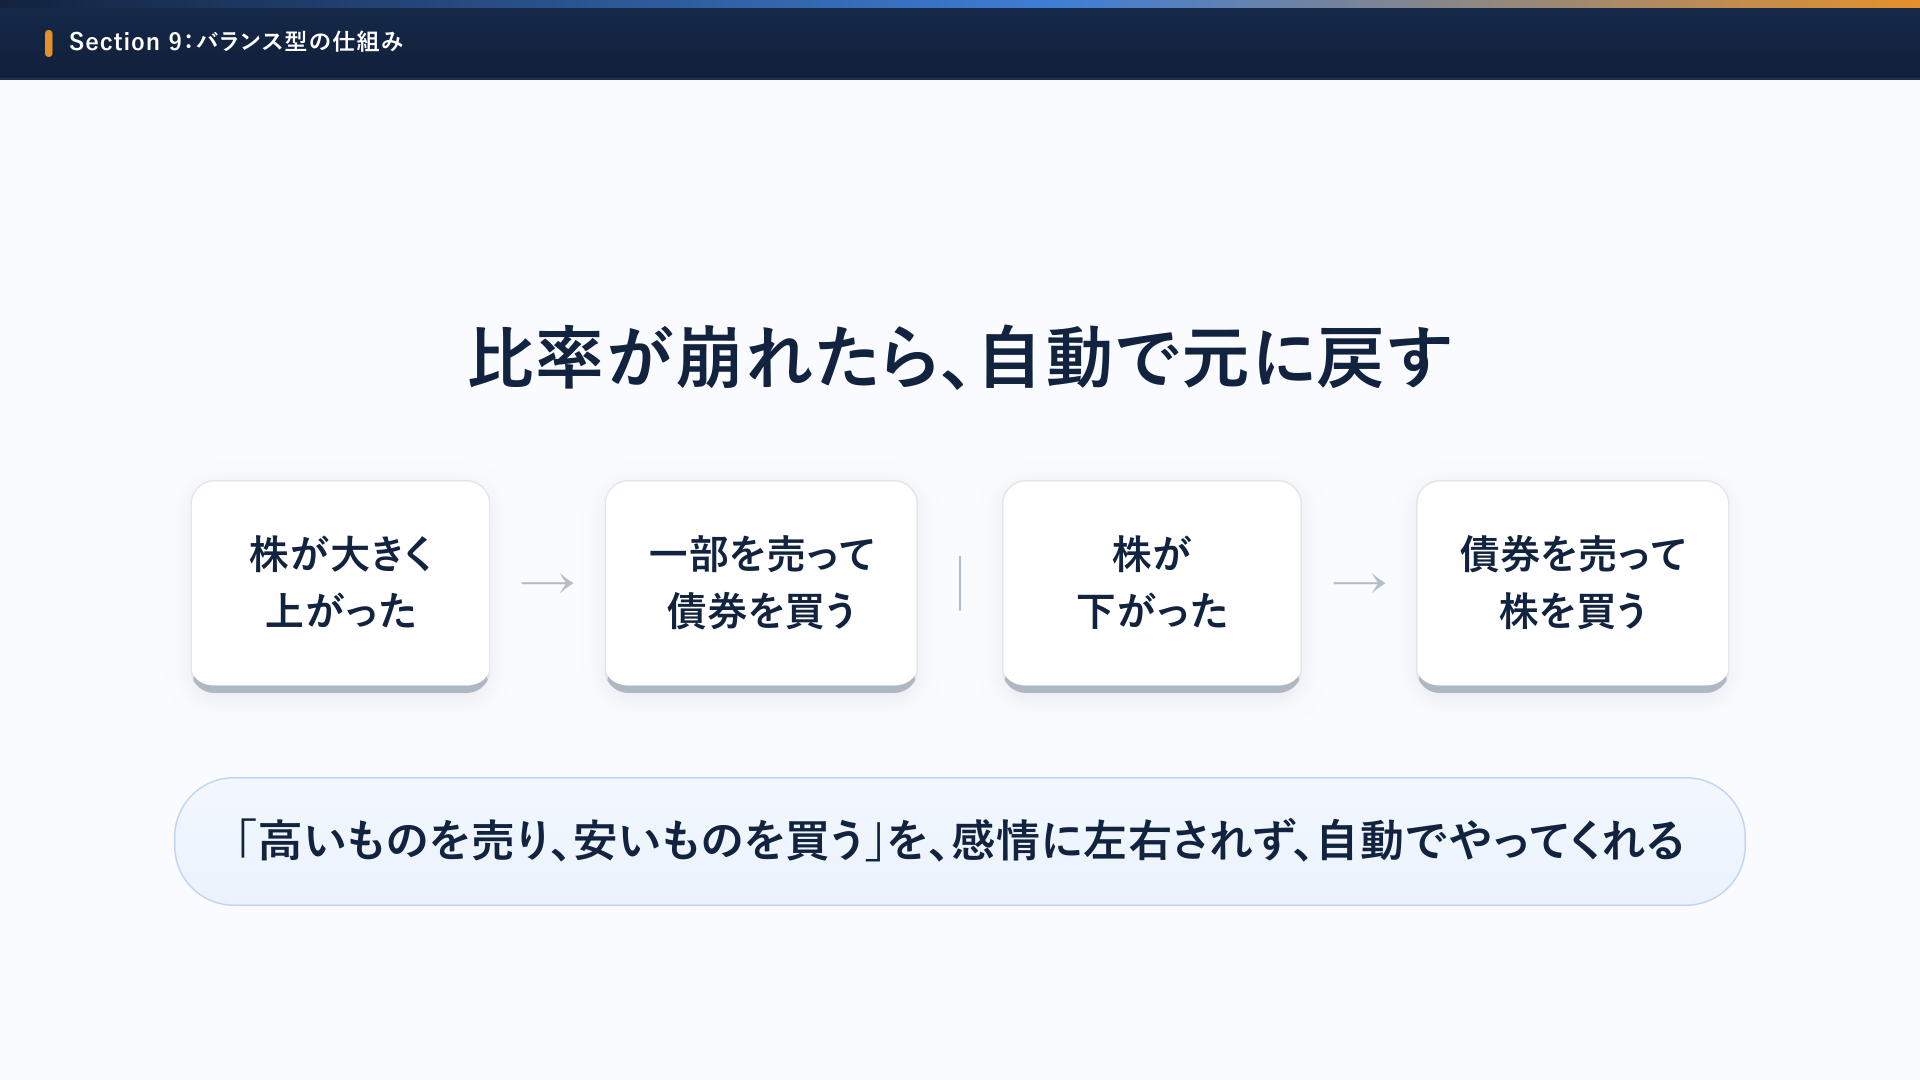 Section 9：バランス型の仕組み
比率が崩れたら、自動で元に戻す
株が大きく
上がった
一部を売って
債券を買う
株が
下がった
債券を売って
株を買う
「高いものを売り、安いものを買う」を、感情に左右されず、自動でやってくれる